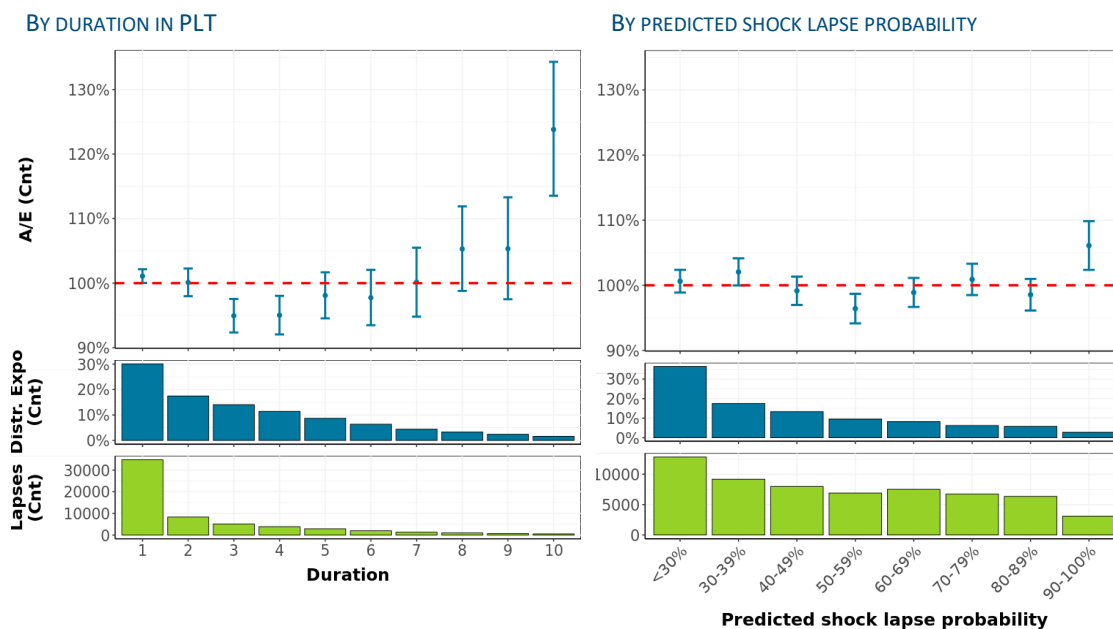 BY DURATION IN PLT
BY PREDICTED SHOCK LAPSE PROBABILITY
A/E (Cnt)
130%
120%
110%
100%
90%
130%
120%
110%
100%
90%
Distr. Expo
(Cnt)
30%
20%
10%
0%
30%
20%
10%
0%
Lapses
(Cnt)
30000
20000
10000
0
10000
5000
0
1 2 3 4 5 6 7 8 9 10
Duration
<30% 30-39% 40-49% 50-59% 60-69% 70-79% 80-89% 90-100%
Predicted shock lapse probability